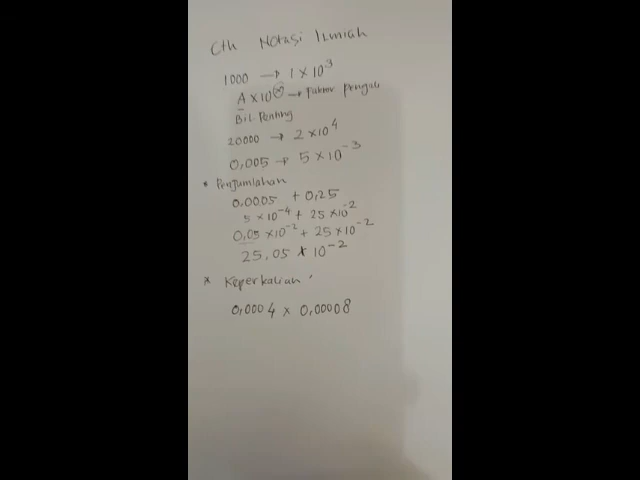 Cth Notasi Ilmiah
1000 → 1 × 10³
A × 10ⁿ → Faktor pengali
Bil. Penting
20000 → 2 × 10⁴
0,005 → 5 × 10⁻³
* Penjumlahan
0,0005 + 0,25
5 × 10⁻⁴ + 25 × 10⁻²
0,05 × 10⁻² + 25 × 10⁻²
25,05 × 10⁻²
* Keperkalian
0,0004 × 0,00008